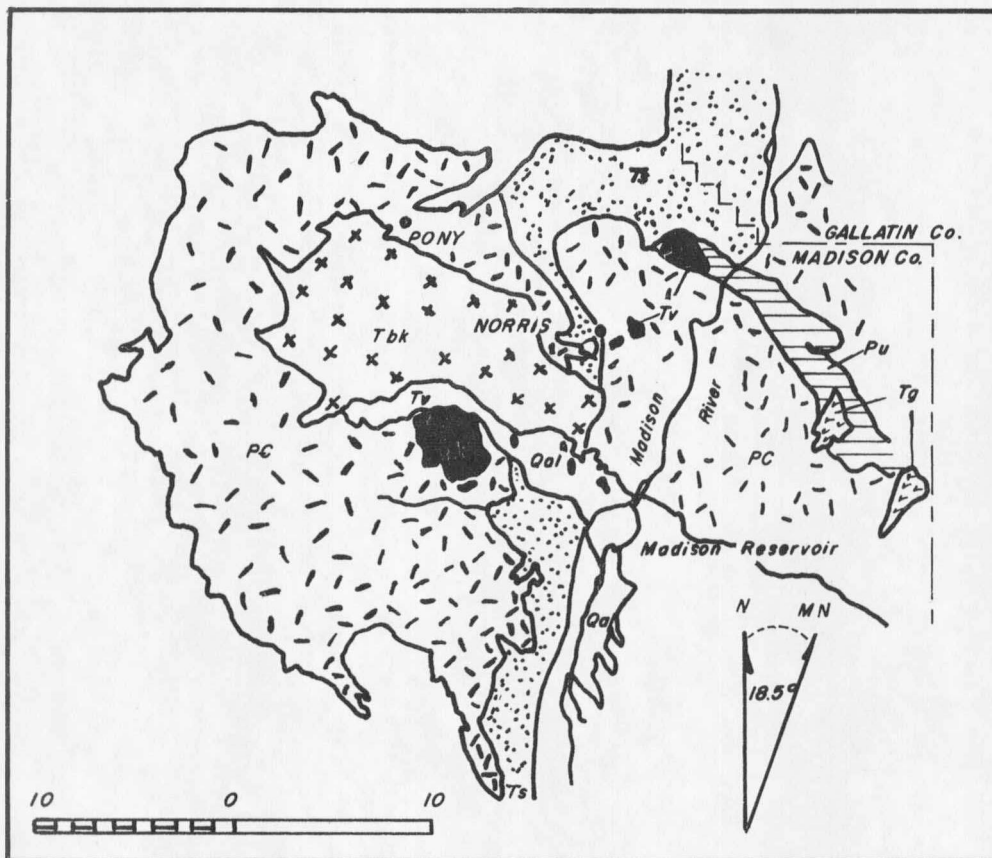 Ts
PONY
GALLATIN Co.
MADISON Co.
NORRIS
Tv
Tbk
Pu
Tg
Tv
Madison
River
PC
Qal
PC
Madison Reservoir
N
MN
Qal
18.5°
Ts
10
0
10